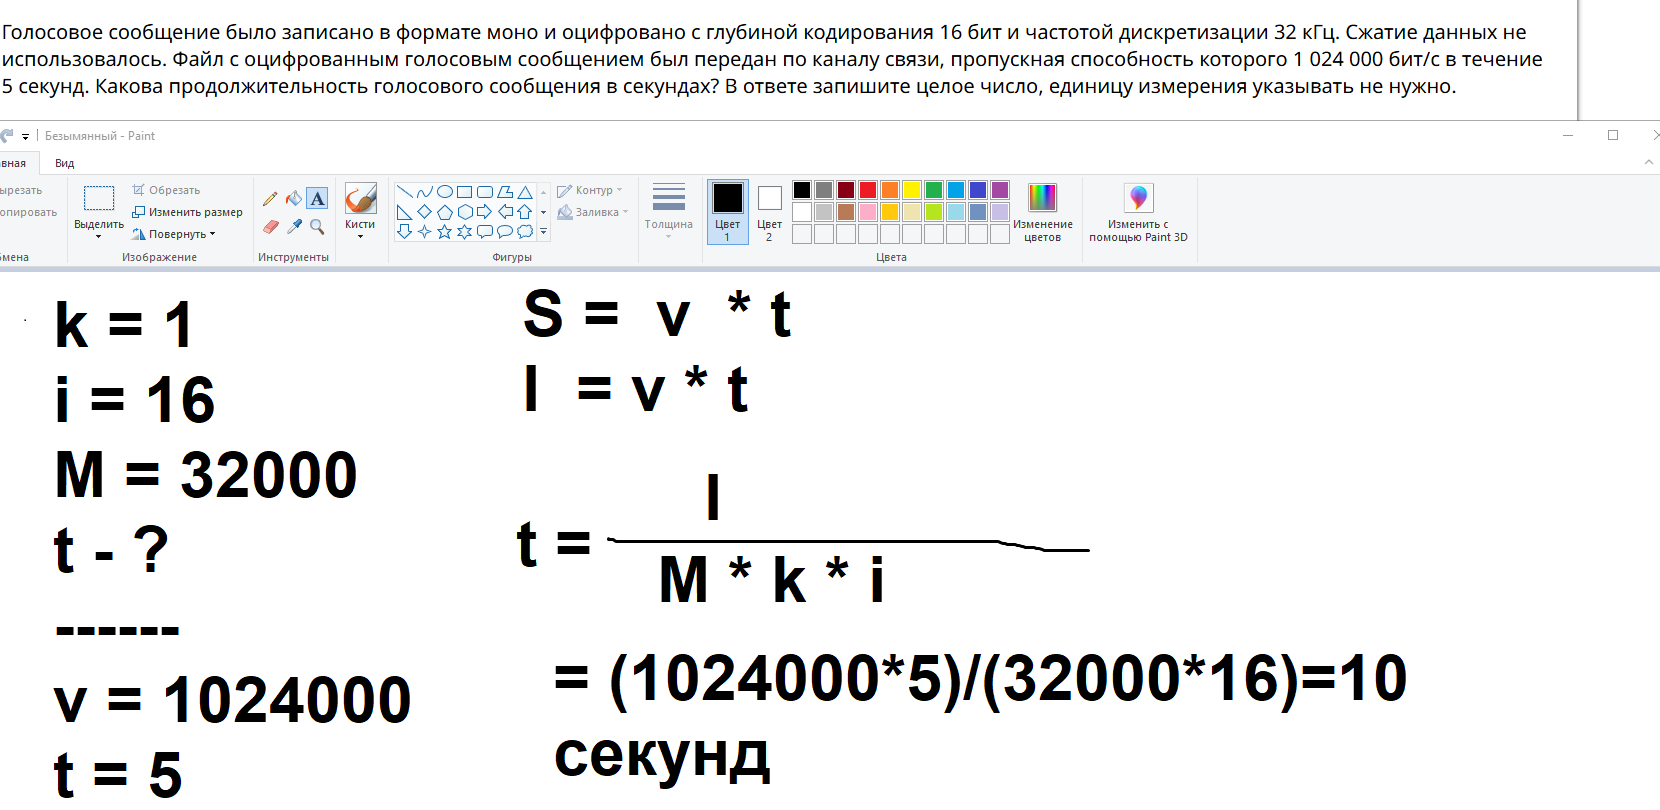 Голосовое сообщение было записано в формате моно и оцифровано с глубиной кодирования 16 бит и частотой дискретизации 32 кГц. Сжатие данных не
использовалось. Файл с оцифрованным голосовым сообщением был передан по каналу связи, пропускная способность которого 1 024 000 бит/с в течение
5 секунд. Какова продолжительность голосового сообщения в секундах? В ответе запишите целое число, единицу измерения указывать не нужно.
Безымянный - Paint
авная Вид
ырезать
опировать
мена
Выделить
Обрезать
Изменить размер
Повернуть
Изображение
A
Инструменты
Кисти
Контур
Заливка
Фигуры
Толщина
Цвет
1
Цвет
2
Цвета
Изменение
цветов
Изменить с
помощью Paint 3D
k = 1
i = 16
M = 32000
t - ?
------
v = 1024000
t = 5
S = v * t
I = v * t
I
t =
M * k * i
= (1024000*5)/(32000*16)=10
секунд